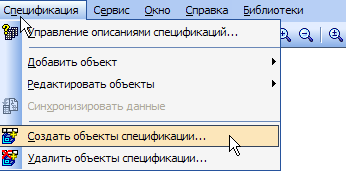 Спецификация Сервис Окно Справка Библиотеки
Управление описаниями спецификаций...
Добавить объект
Редактировать объекты
Синхронизировать данные
Создать объекты спецификации...
Удалить объекты спецификации...